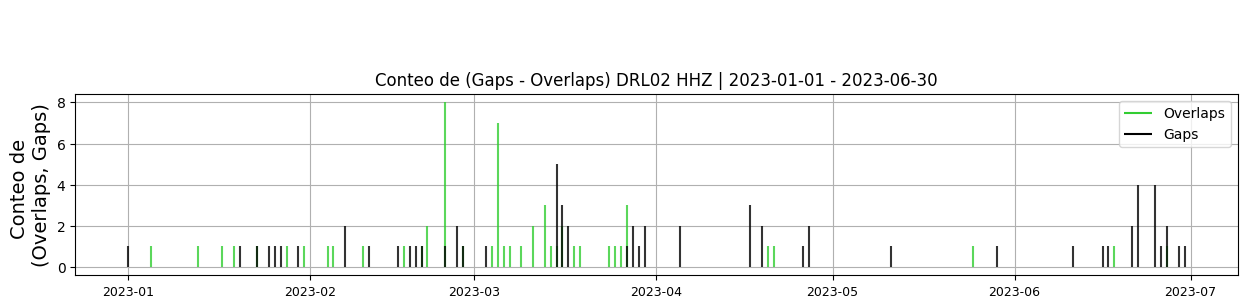 Conteo de (Gaps - Overlaps) DRL02 HHZ | 2023-01-01 - 2023-06-30
Conteo de
(Overlaps, Gaps)
8
6
4
2
0
Overlaps
Gaps
2023-01
2023-02
2023-03
2023-04
2023-05
2023-06
2023-07